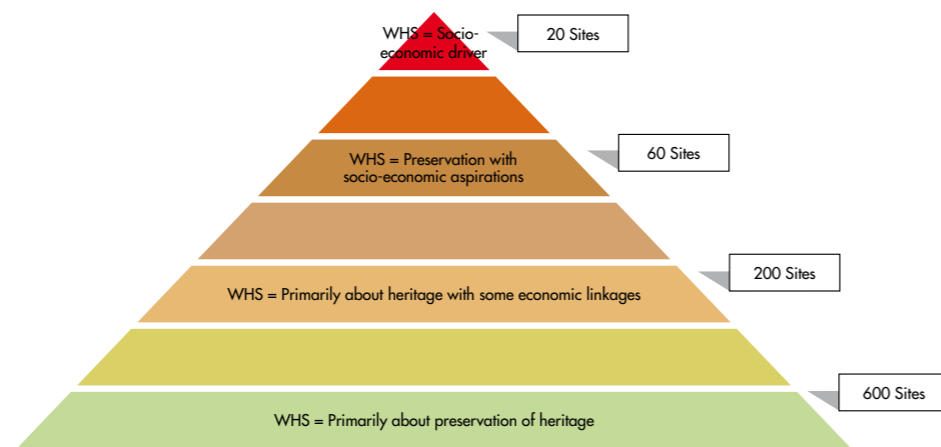 WHS = Socio-
economic driver
20 Sites
WHS = Preservation with
socio-economic aspirations
60 Sites
200 Sites
WHS = Primarily about heritage with some economic linkages
600 Sites
WHS = Primarily about preservation of heritage